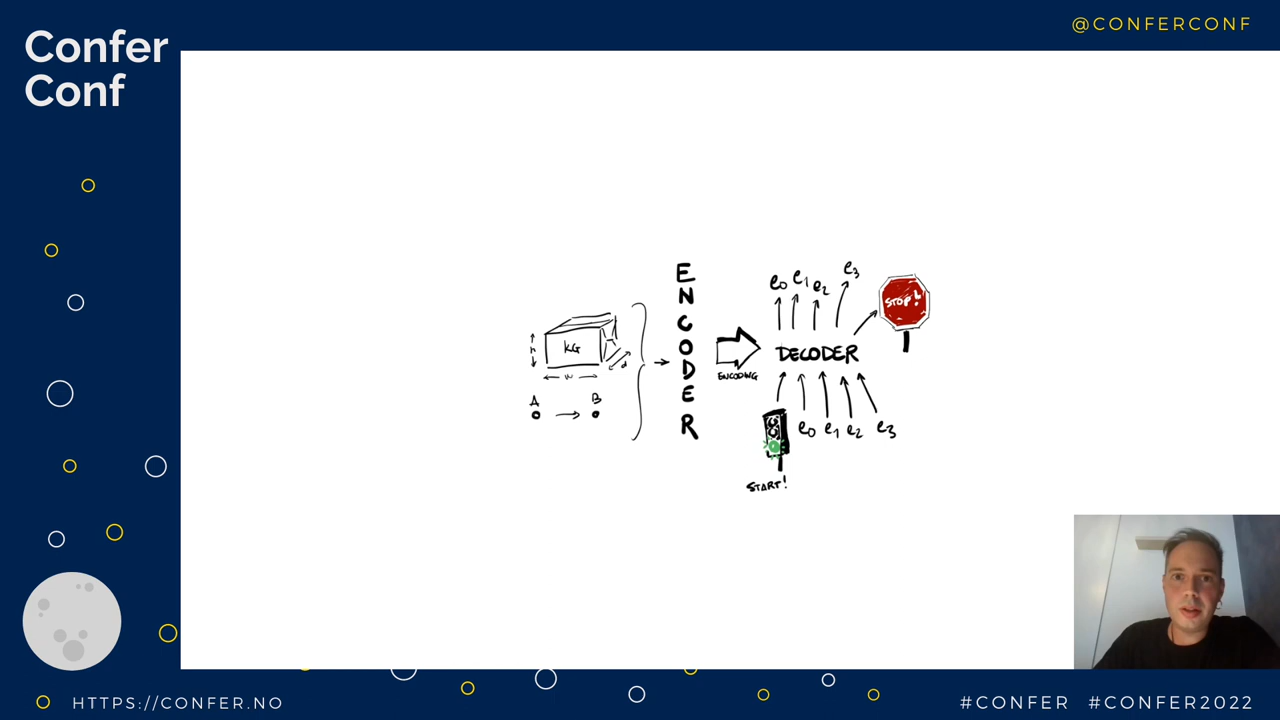 Confer
Conf
@CONFERCONF
ENCODER
e0 e1 e2 e3
STOP!
h
KG
d
w
ENCODING
DECODER
A B
e0 e1 e2 e3
START!
HTTPS://CONFER.NO
#CONFER #CONFER2022